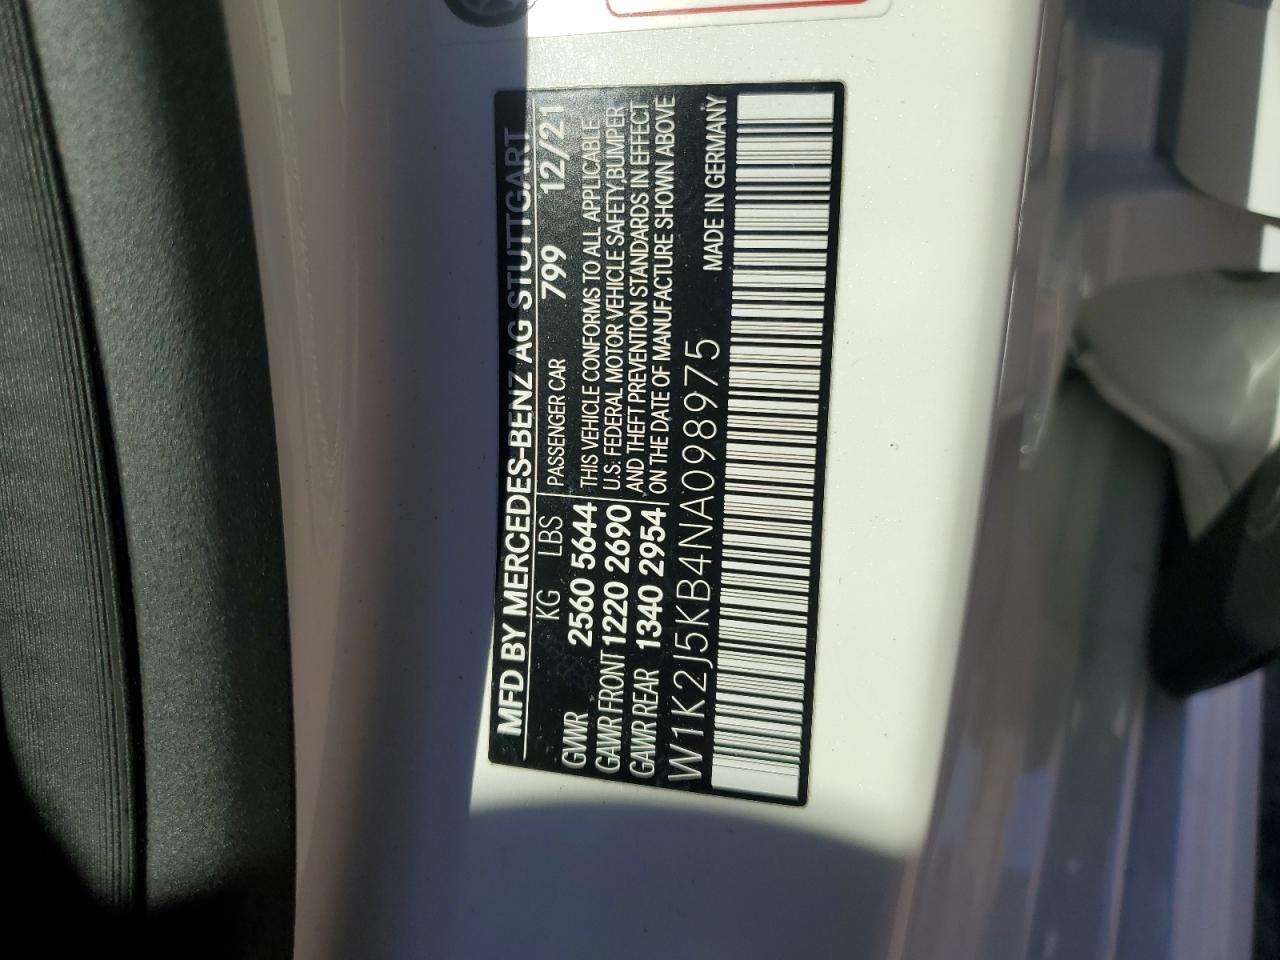 MFD BY MERCEDES-BENZ AG STUTTGART
KG LBS PASSENGER CAR 799 12/21
GVWR 2560 5644 THIS VEHICLE CONFORMS TO ALL APPLICABLE
GAWR FRONT 1220 2690 U.S. FEDERAL MOTOR VEHICLE SAFETY,BUMPER
GAWR REAR 1340 2954 AND THEFT PREVENTION STANDARDS IN EFFECT
ON THE DATE OF MANUFACTURE SHOWN ABOVE
W1K2J5KB4NA098975 MADE IN GERMANY